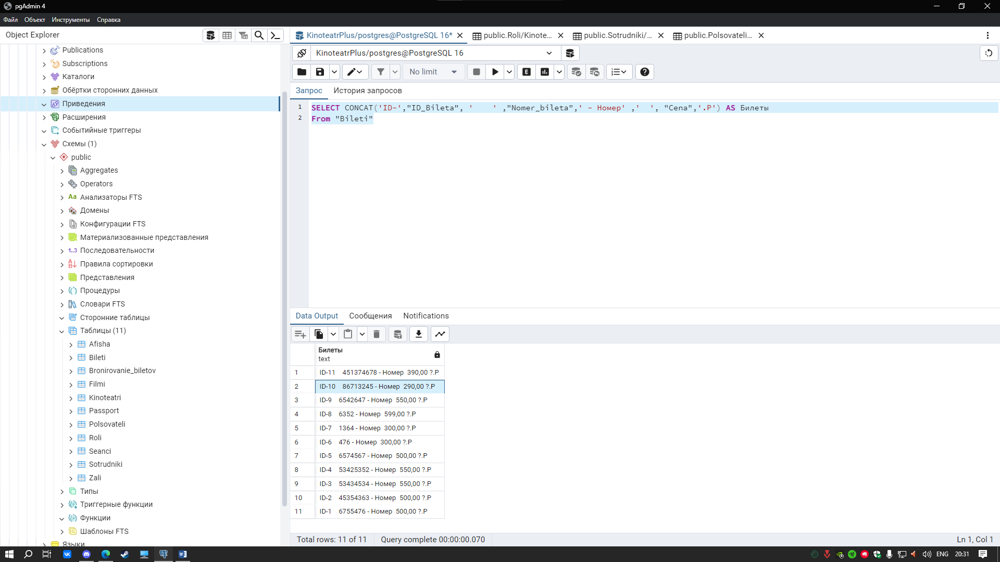 pgAdmin 4
Файл Объект Инструменты Справка
Object Explorer
Publications
Subscriptions
Каталоги
Обёртки сторонних данных
Приведения
Расширения
Событийные триггеры
Схемы (1)
public
Aggregates
Operators
Aa Анализаторы FTS
Домены
Конфигурации FTS
Материализованные представления
1..3 Последовательности
Правила сортировки
Представления
Процедуры
Словари FTS
Сторонние таблицы
Таблицы (11)
Afisha
Bileti
Bronirovanie_biletov
Filmi
Kinoteatri
Passport
Polsovateli
Roli
Seanci
Sotrudniki
Zali
Типы
Триггерные функции
Функции
Шаблоны FTS
Языки
KinoteatrPlus/postgres@PostgreSQL 16* public.Roli/Kinote... public.Sotrudniki/... public.Polsovateli...
KinoteatrPlus/postgres@PostgreSQL 16
No limit E
Запрос История запросов
1 SELECT CONCAT('ID-',"ID_Bileta", '    ' ,"Nomer_bileta",' - Номер' ,'  ', "Cena",'.Р') AS Билеты
2 From "Bileti"
Data Output Сообщения Notifications
Билеты
text
1 ID-11 451374678 - Номер 390,00 ?.Р
2 ID-10 86713245 - Номер 290,00 ?.Р
3 ID-9 6542647 - Номер 550,00 ?.Р
4 ID-8 6352 - Номер 599,00 ?.Р
5 ID-7 1364 - Номер 300,00 ?.Р
6 ID-6 476 - Номер 300,00 ?.Р
7 ID-5 6574567 - Номер 500,00 ?.Р
8 ID-4 53425352 - Номер 550,00 ?.Р
9 ID-3 53434534 - Номер 550,00 ?.Р
10 ID-2 45354363 - Номер 500,00 ?.Р
11 ID-1 6755476 - Номер 500,00 ?.Р
Total rows: 11 of 11 Query complete 00:00:00.070 Ln 1, Col 1
ENG 20:31